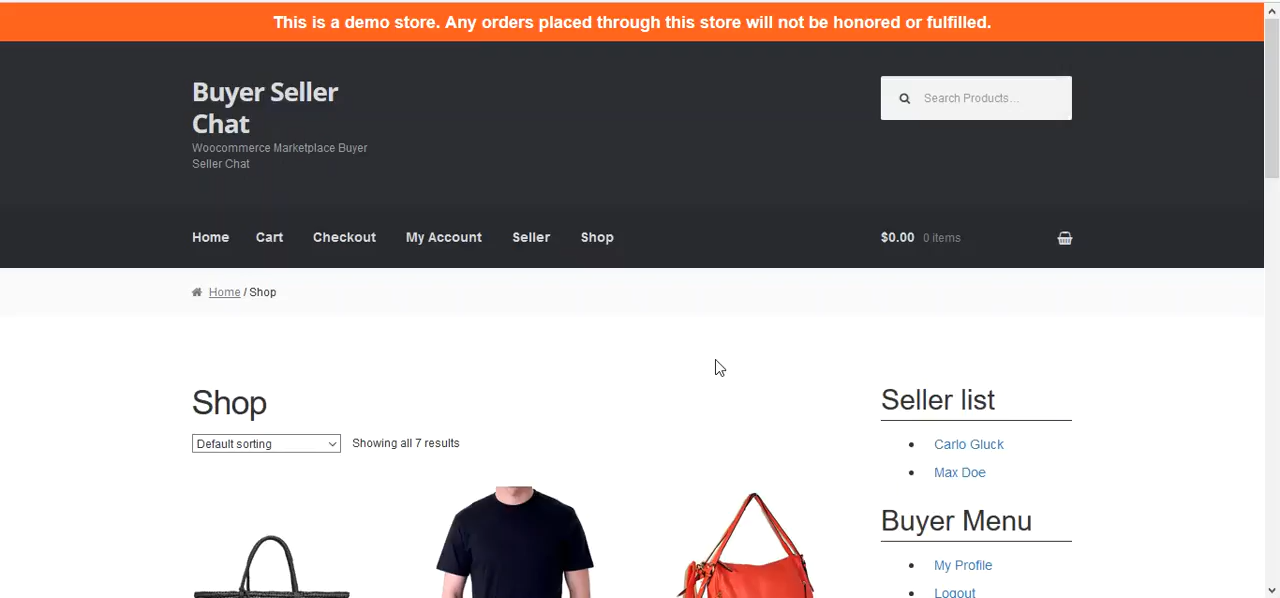 This is a demo store. Any orders placed through this store will not be honored or fulfilled.
Buyer Seller
Chat
Woocommerce Marketplace Buyer
Seller Chat
Search Products…
Home Cart Checkout My Account Seller Shop $0.00 0 items
Home / Shop
Shop
Default sorting Showing all 7 results
Seller list
Carlo Gluck
Max Doe
Buyer Menu
My Profile
Logout